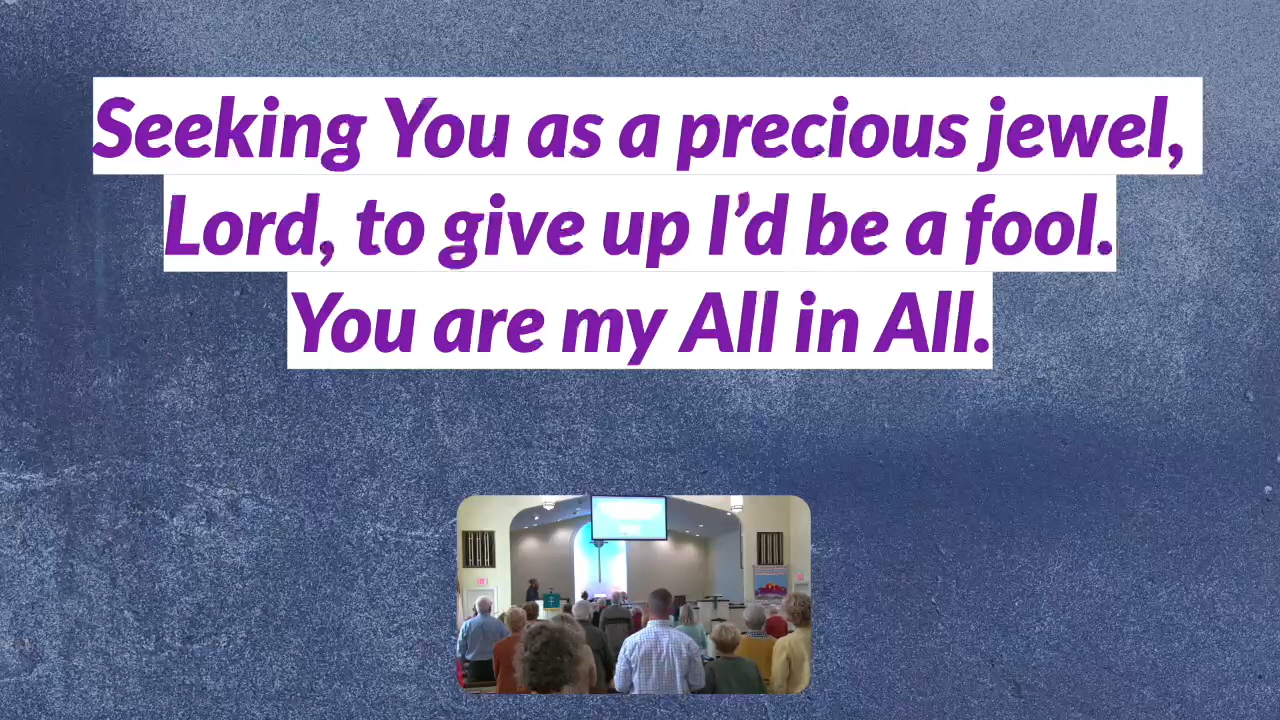 Seeking You as a precious jewel,
Lord, to give up I’d be a fool.
You are my All in All.